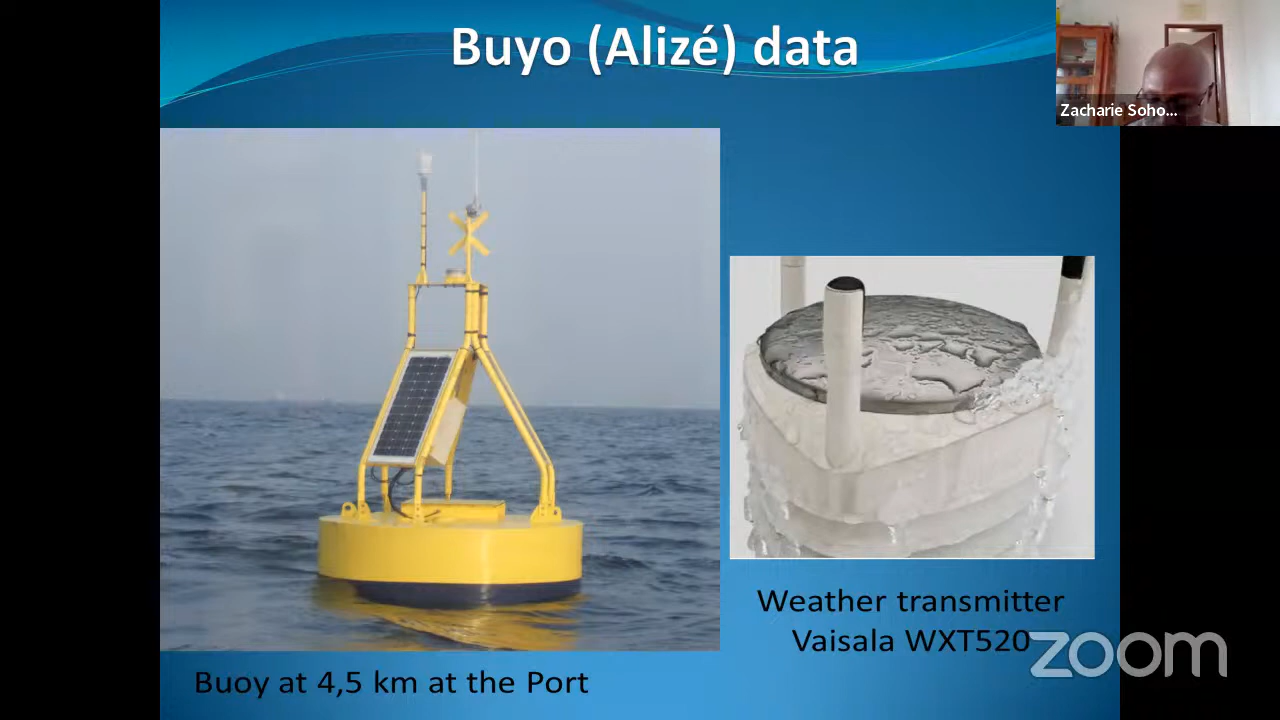 Buyo (Alizé) data
Zacharie Soho...
Weather transmitter
Vaisala WXT520
zoom
Buoy at 4,5 km at the Port